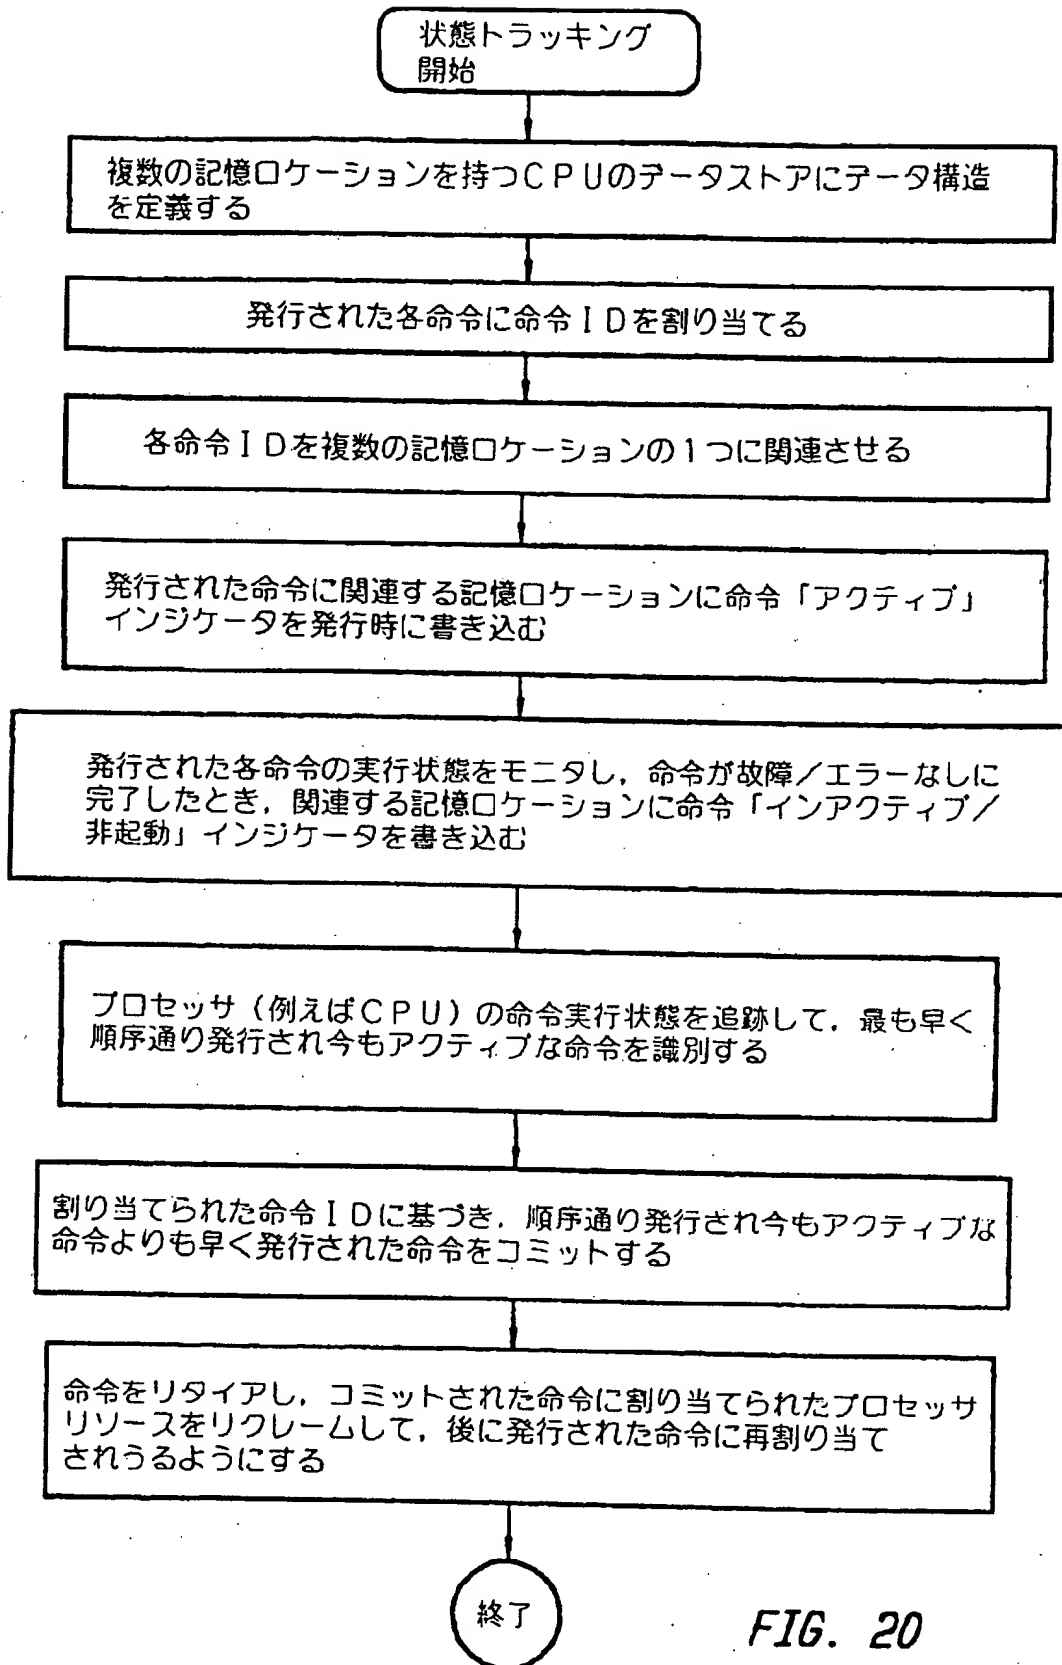 状態トラッキング
開始
複数の記憶ロケーションを持つCPUのデータストアにデータ構造
を定義する
発行された各命令に命令IDを割り当てる
各命令IDを複数の記憶ロケーションの1つに関連させる
発行された命令に関連する記憶ロケーションに命令「アクティブ」
インジケータを発行時に書き込む
発行された各命令の実行状態をモニタし，命令が故障／エラーなしに
完了したとき，関連する記憶ロケーションに命令「インアクティブ／
非起動」インジケータを書き込む
プロセッサ（例えばCPU）の命令実行状態を追跡して，最も早く
順序通り発行され今もアクティブな命令を識別する
割り当てられた命令IDに基づき，順序通り発行され今もアクティブな
命令よりも早く発行された命令をコミットする
命令をリタイアし，コミットされた命令に割り当てられたプロセッサ
リソースをリクレームして，後に発行された命令に再割り当て
されうるようにする
終了
FIG. 20